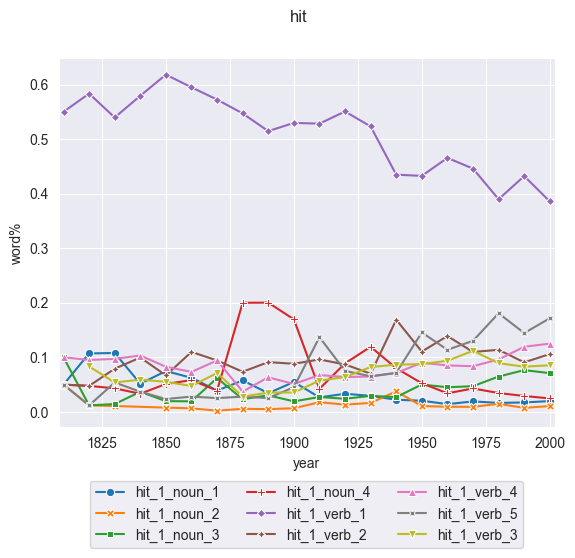 hit
0.6
0.5
0.4
0.3
0.2
0.1
0.0
word%
1825 1850 1875 1900 1925 1950 1975 2000
year
hit_1_noun_1 hit_1_noun_4 hit_1_verb_4
hit_1_noun_2 hit_1_verb_1 hit_1_verb_5
hit_1_noun_3 hit_1_verb_2 hit_1_verb_3